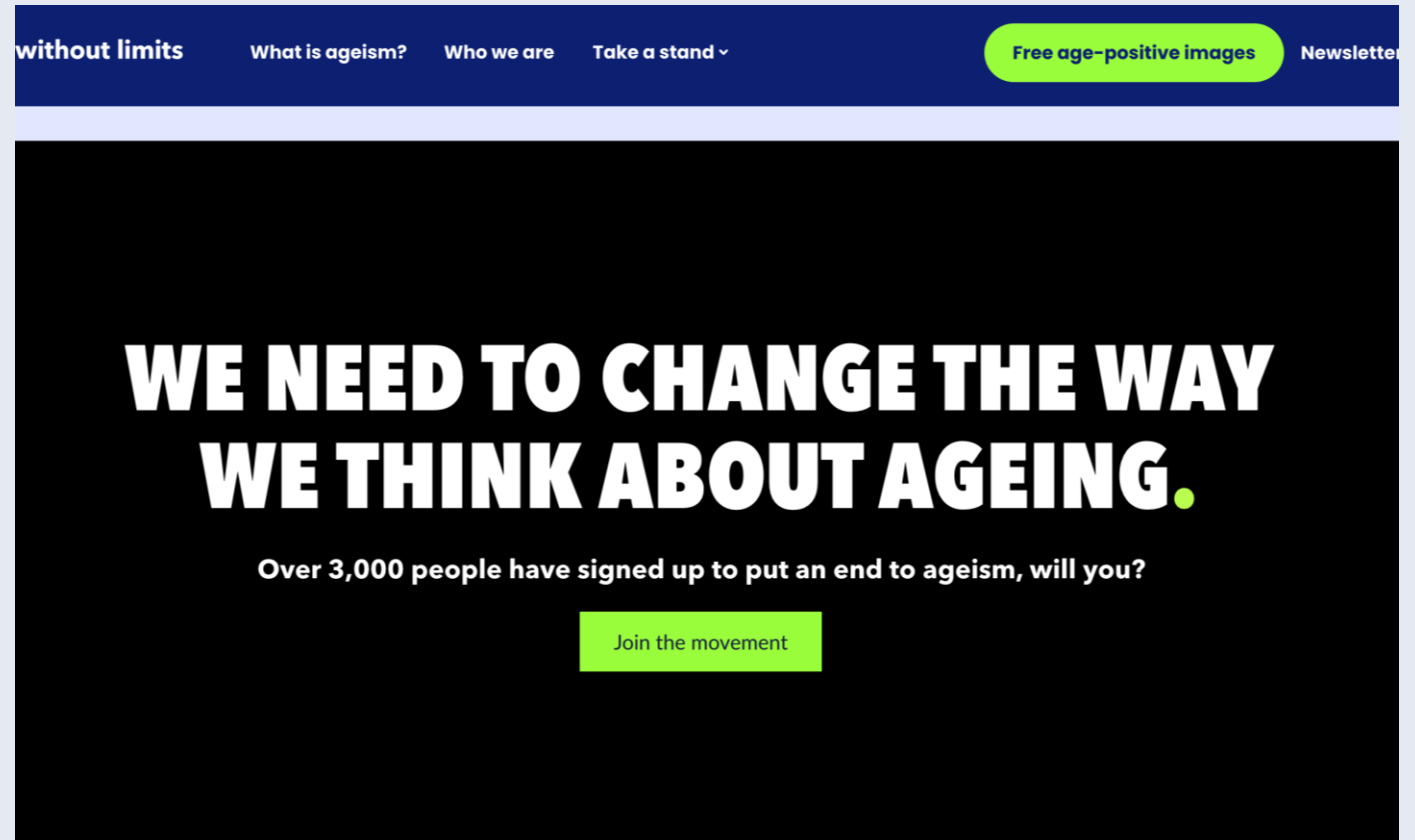 without limits
What is ageism?
Who we are
Take a stand
Free age-positive images
Newsletter
WE NEED TO CHANGE THE WAY
WE THINK ABOUT AGEING.
Over 3,000 people have signed up to put an end to ageism, will you?
Join the movement